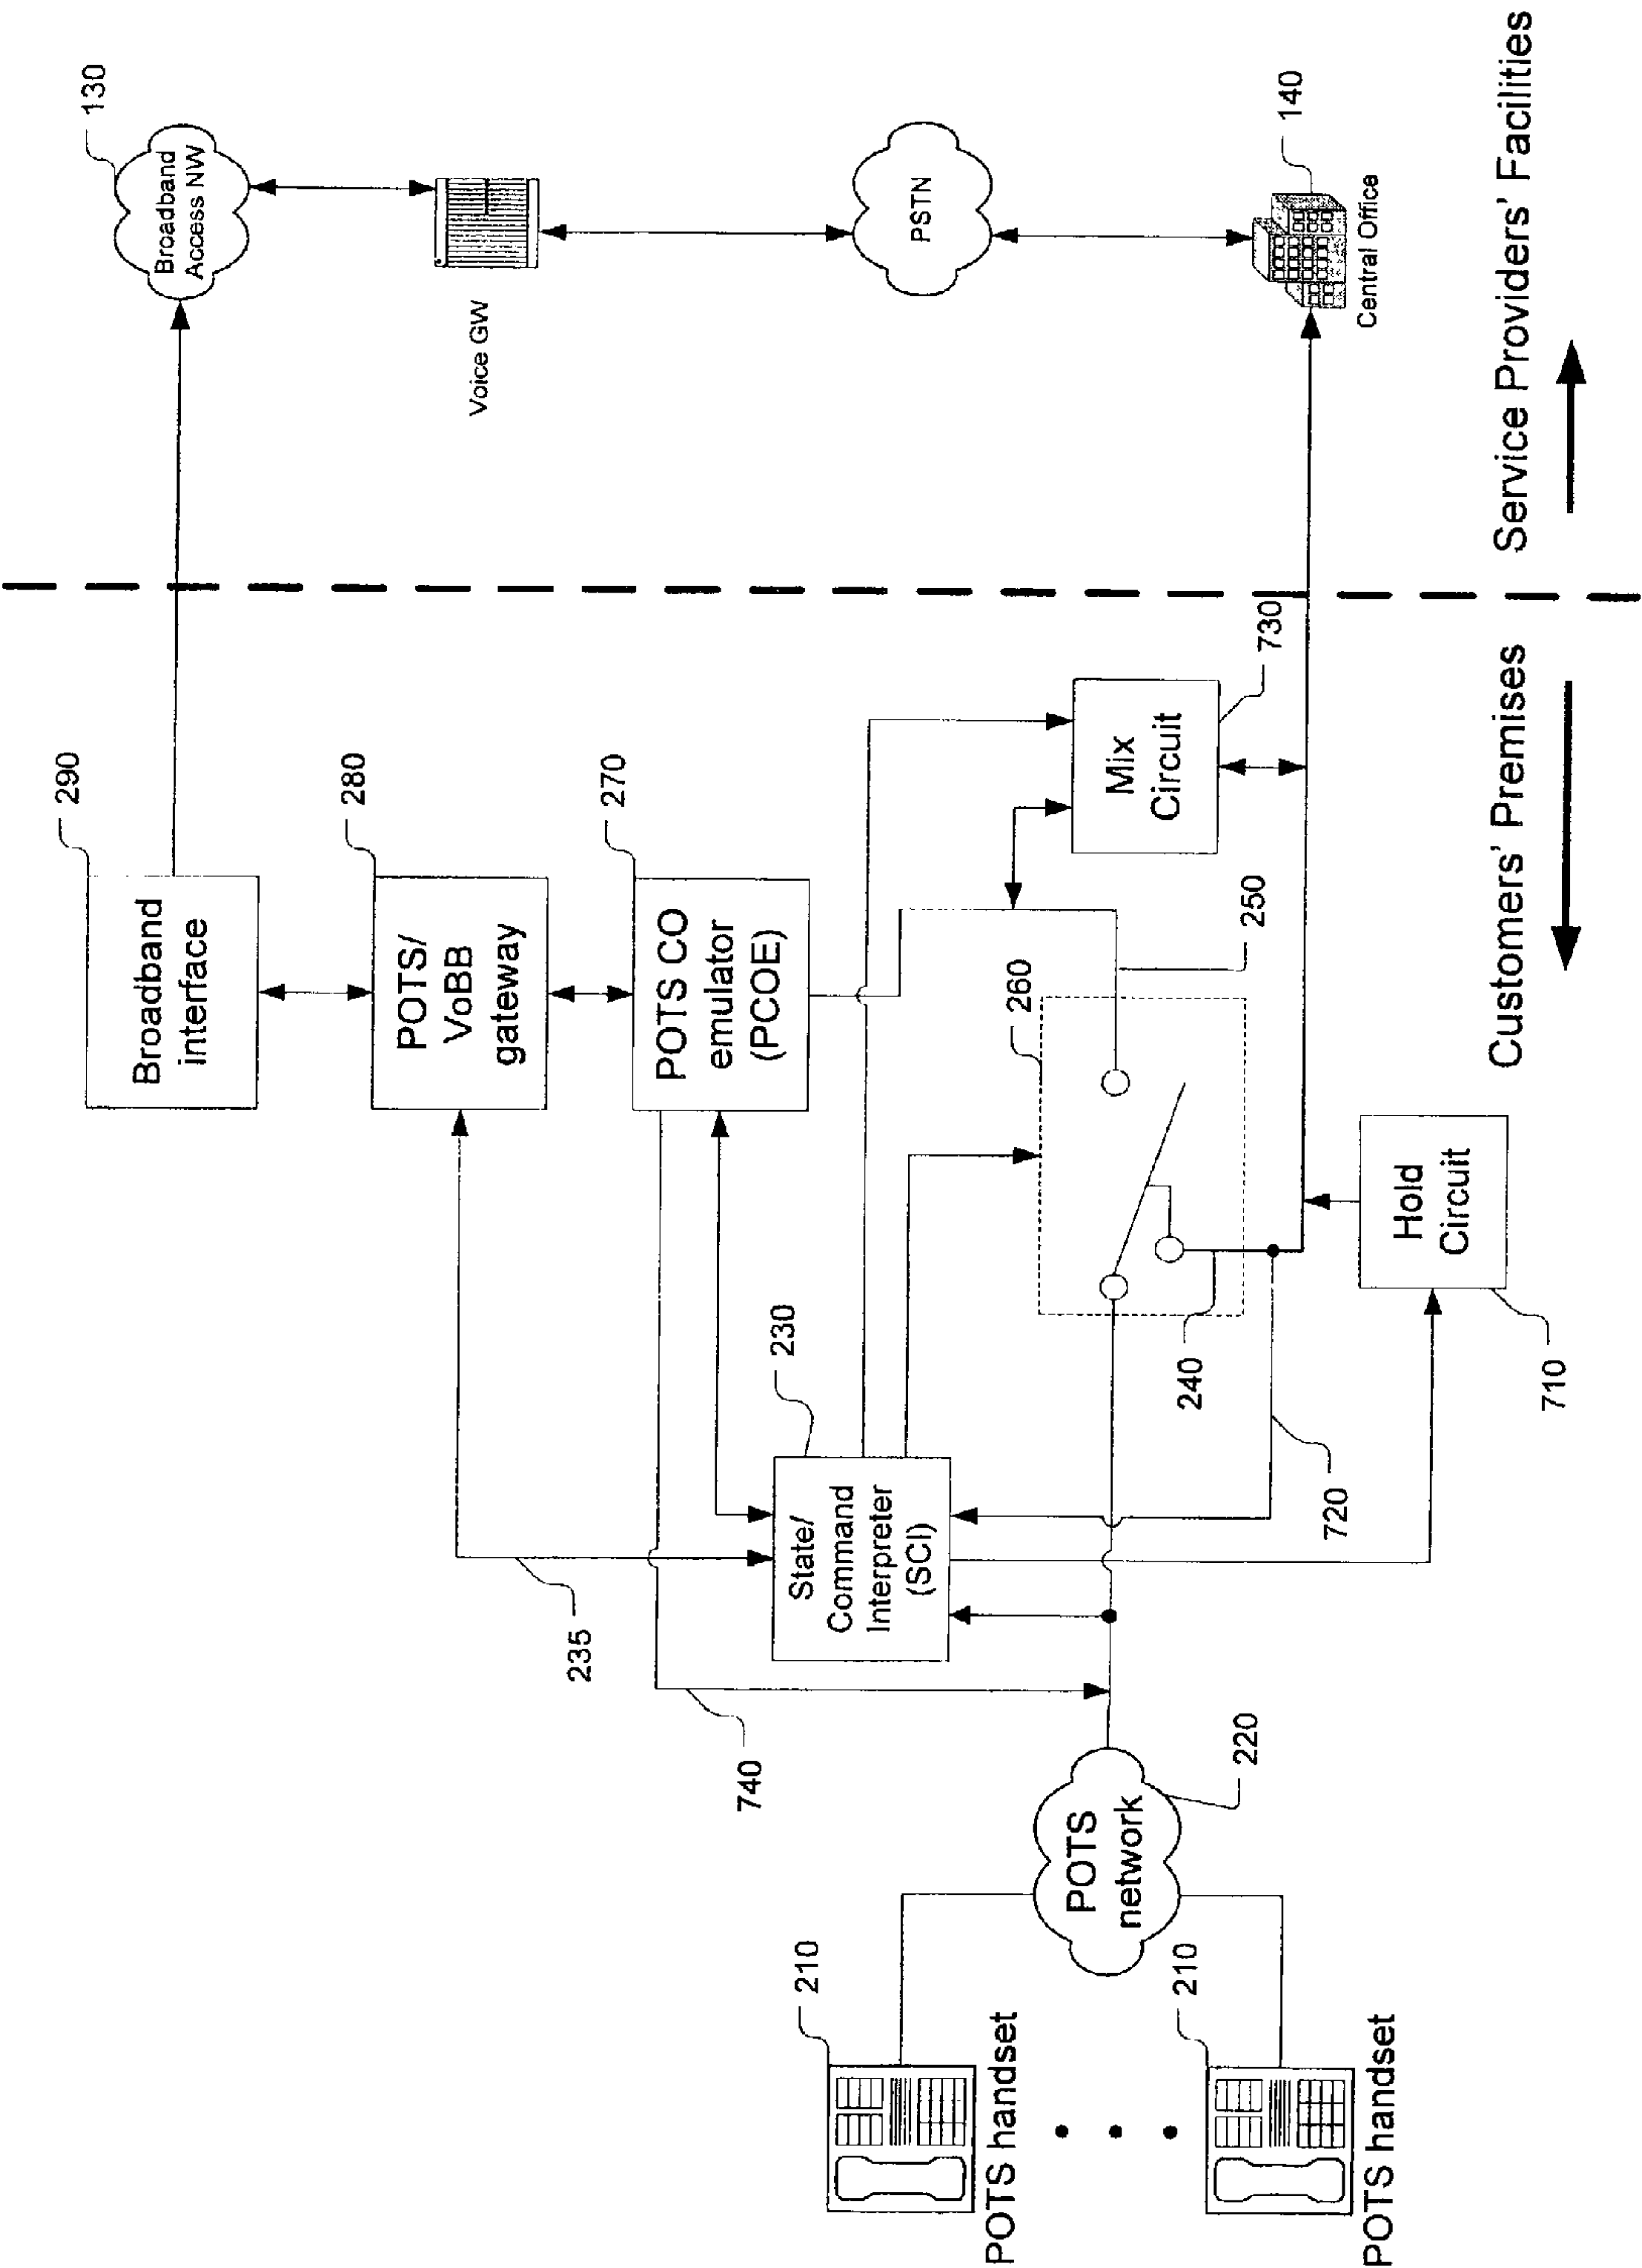 290
Broadband
interface
280
POTS/
VoBB
gateway
270
POTS CO
emulator
(PCOE)
235
740
230
State/
Command
Interpreter
(SCI)
260
250
240
720
Mix
Circuit
730
Hold
Circuit
710
210
POTS handset
210
POTS handset
POTS
network
220
130
Broadband
Access NW
Voice GW
PSTN
140
Central Office
Customers' Premises
Service Providers' Facilities